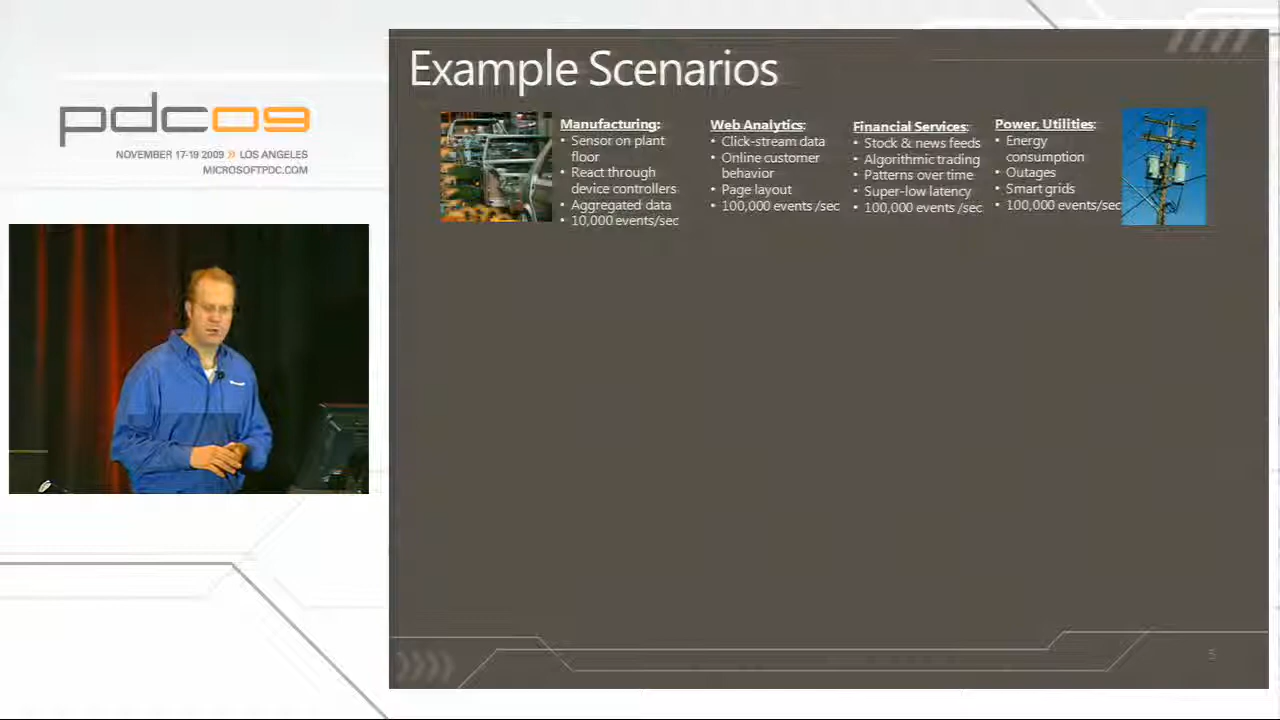 pdc09
NOVEMBER 17-19 2009 » LOS ANGELES
MICROSOFTPDC.COM
Example Scenarios
Manufacturing:
• Sensor on plant
floor
• React through
device controllers
• Aggregated data
• 10,000 events/sec
Web Analytics:
• Click-stream data
• Online customer
behavior
• Page layout
• 100,000 events /sec
Financial Services:
• Stock & news feeds
• Algorithmic trading
• Patterns over time
• Super-low latency
• 100,000 events /sec
Power, Utilities:
• Energy
consumption
• Outages
• Smart grids
• 100,000 events/sec
5